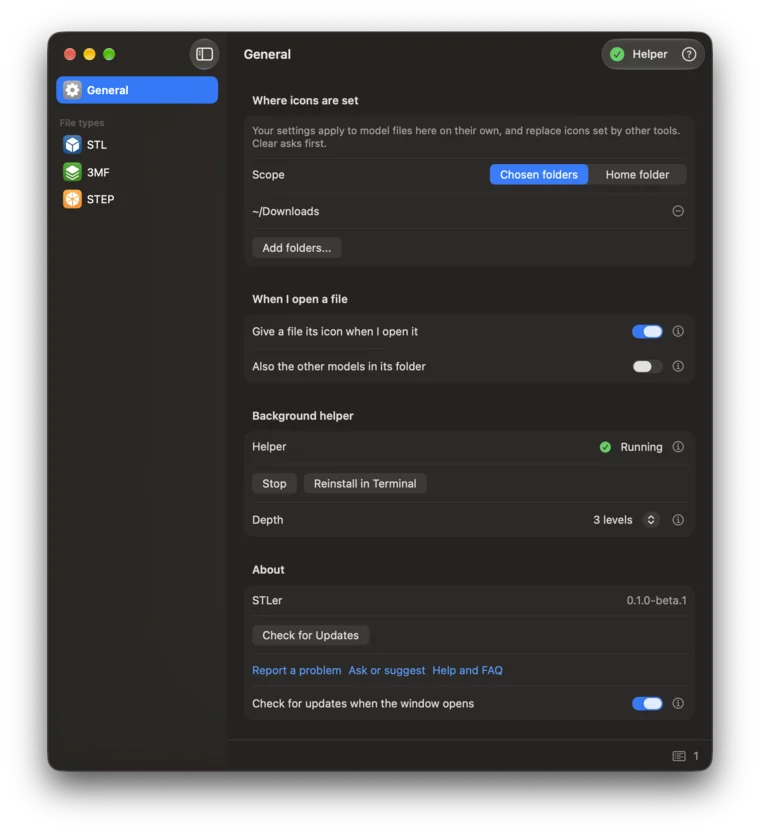 General
Helper
General
File types
STL
3MF
STEP
Where icons are set
Your settings apply to model files here on their own, and replace icons set by other tools.
Clear asks first.
Scope
Chosen folders
Home folder
~/Downloads
Add folders...
When I open a file
Give a file its icon when I open it
Also the other models in its folder
Background helper
Helper
Running
Stop
Reinstall in Terminal
Depth
3 levels
About
STLer
0.1.0-beta.1
Check for Updates
Report a problem Ask or suggest Help and FAQ
Check for updates when the window opens
1